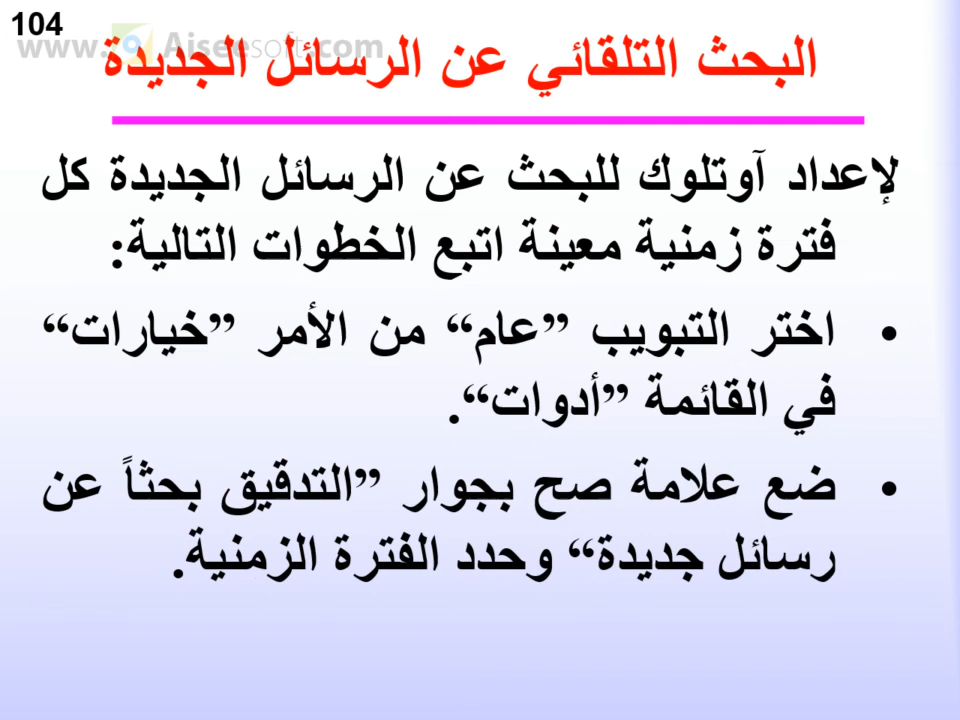 104
www.Aiseesoft.com
البحث التلقائي عن الرسائل الجديدة
لإعداد آوتلوك للبحث عن الرسائل الجديدة كل
فترة زمنية معينة اتبع الخطوات التالية:
• اختر التبويب ”عام“ من الأمر ”خيارات“
في القائمة ”أدوات“.
• ضع علامة صح بجوار ”التدقيق بحثاً عن
رسائل جديدة“ وحدد الفترة الزمنية.